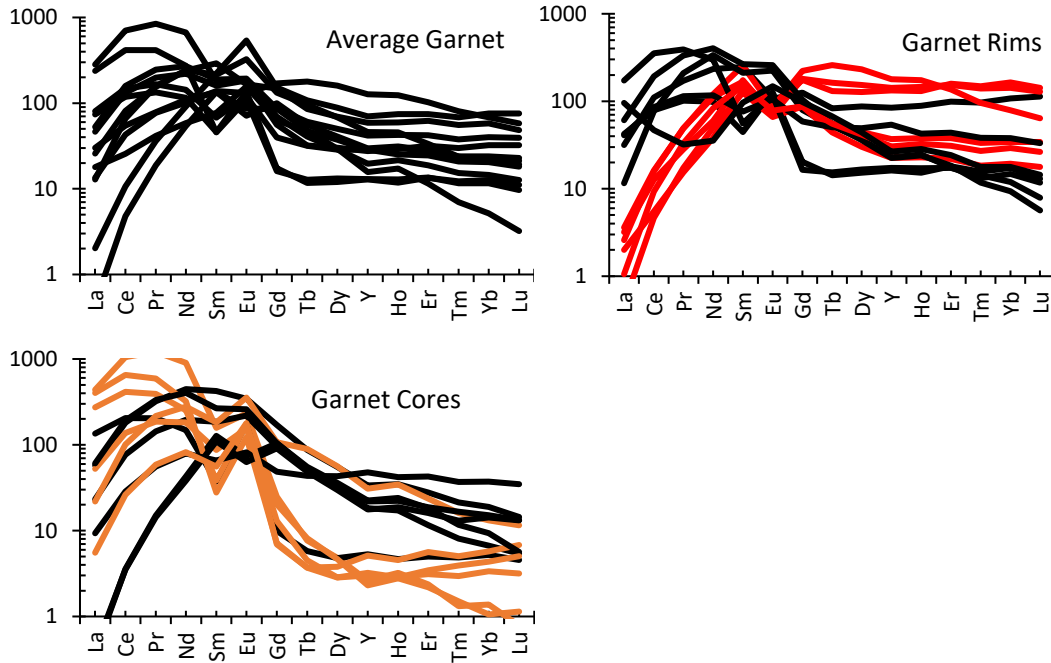 Average Garnet
1000
100
10
1
La Ce Pr Nd Sm Eu Gd Tb Dy Y Ho Er Tm Yb Lu
Garnet Rims
1000
100
10
1
La Ce Pr Nd Sm Eu Gd Tb Dy Y Ho Er Tm Yb Lu
Garnet Cores
1000
100
10
1
La Ce Pr Nd Sm Eu Gd Tb Dy Y Ho Er Tm Yb Lu